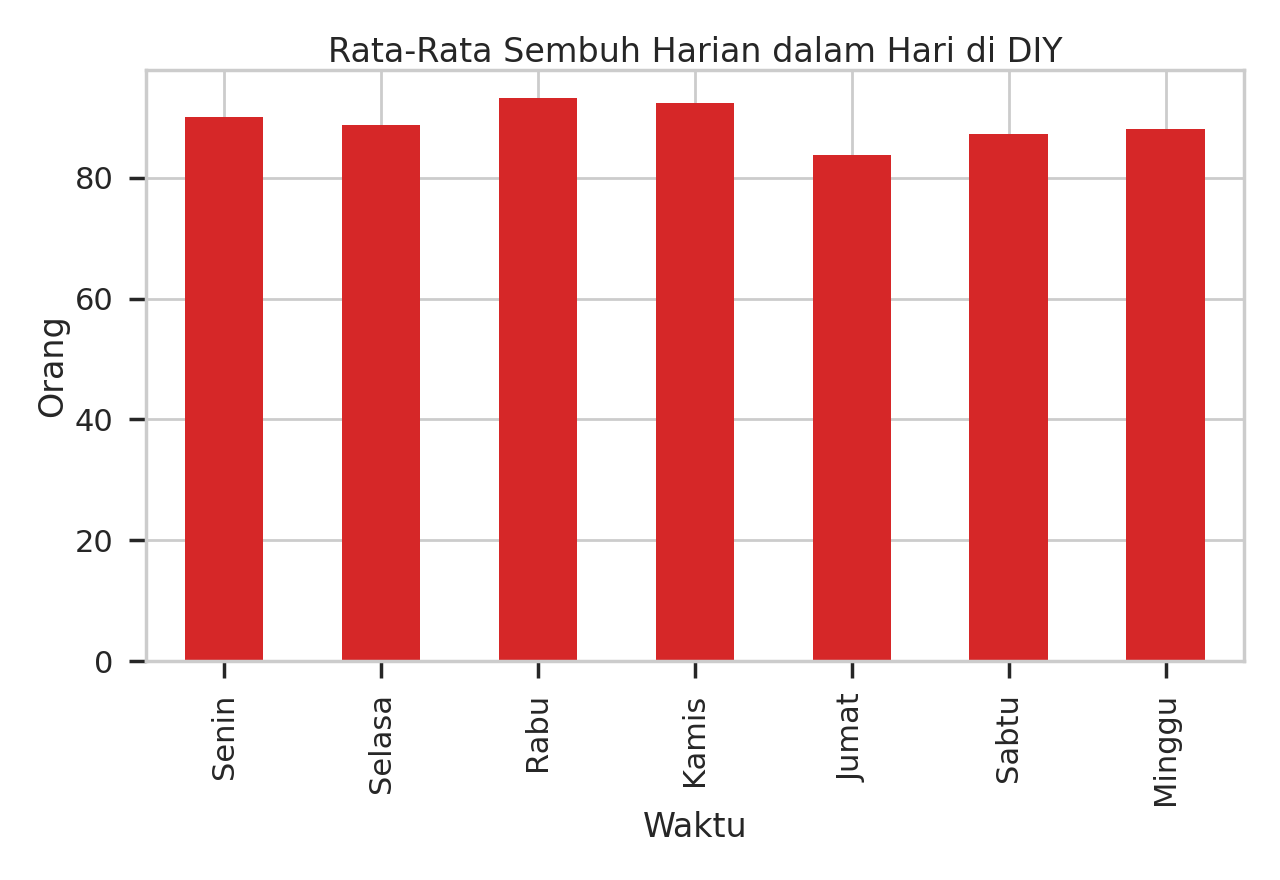 Rata-Rata Sembuh Harian dalam Hari di DIY
80
60
40
20
0
Orang
Senin
Selasa
Rabu
Kamis
Jumat
Sabtu
Minggu
Waktu